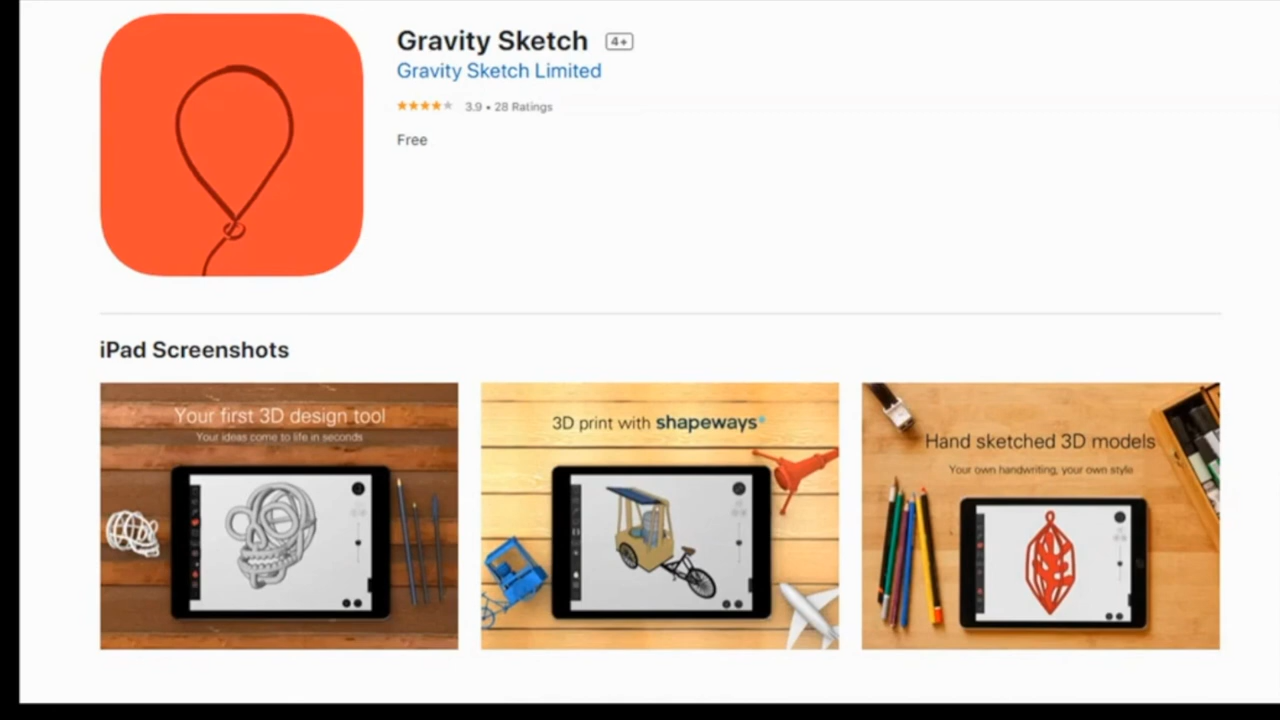 Gravity Sketch 4+
Gravity Sketch Limited
3.9 • 28 Ratings
Free
iPad Screenshots
Your first 3D design tool
Your ideas come to life in seconds
3D print with shapeways
Hand sketched 3D models
Your own handwriting, your own style